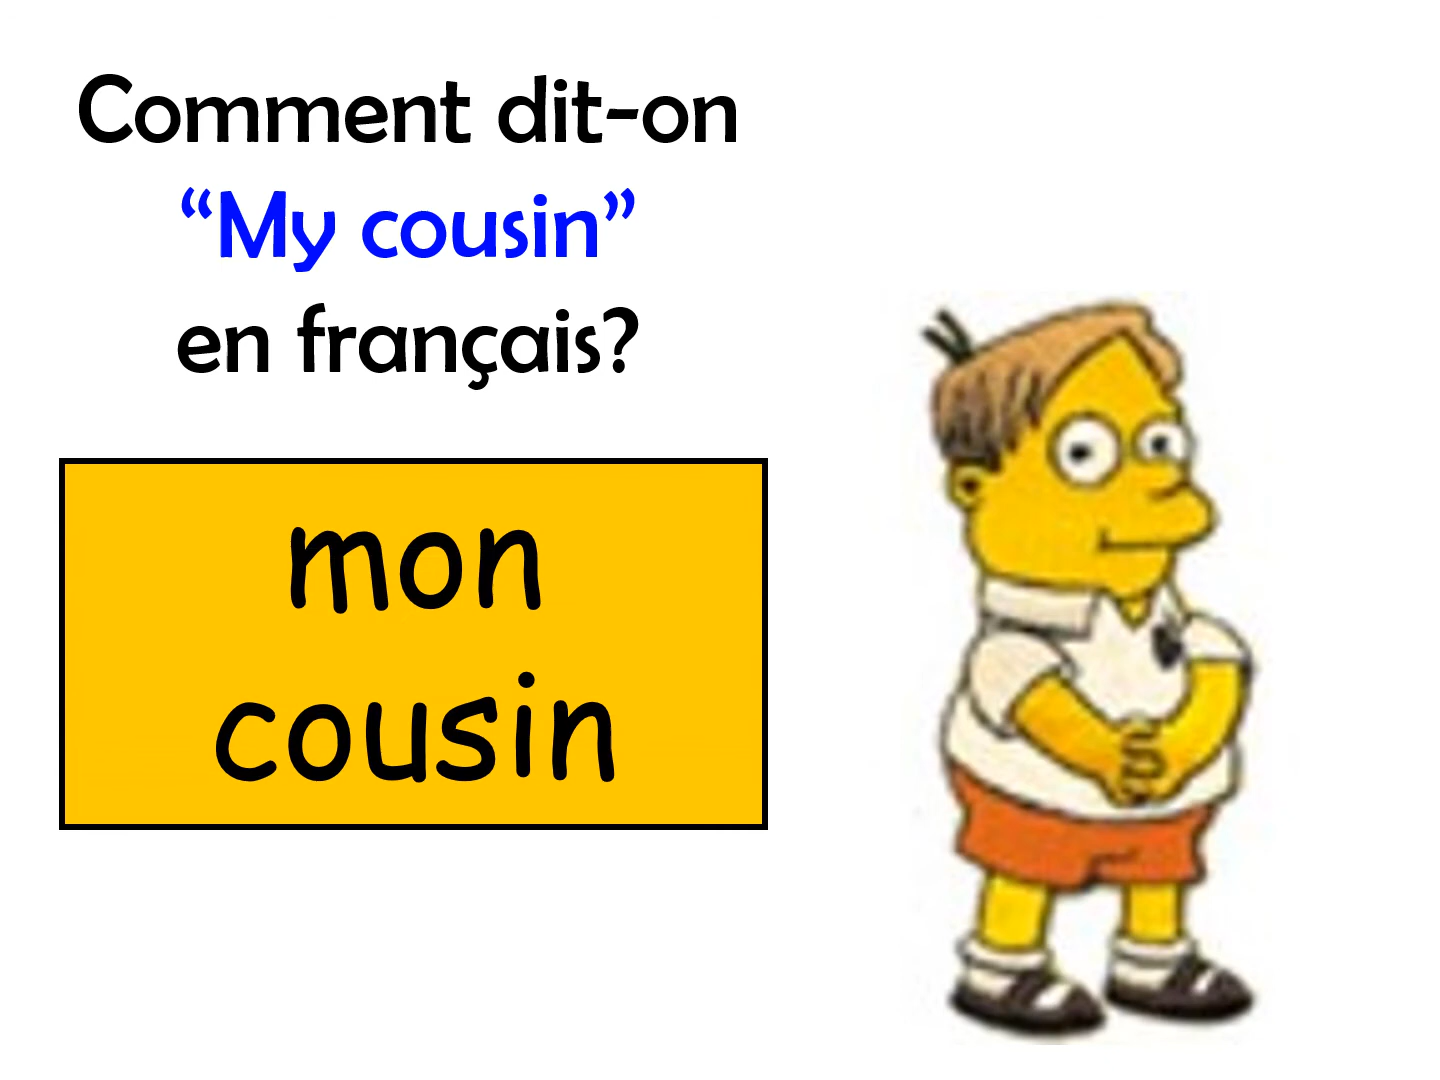 Comment dit-on
“My cousin”
en français?
mon
cousin